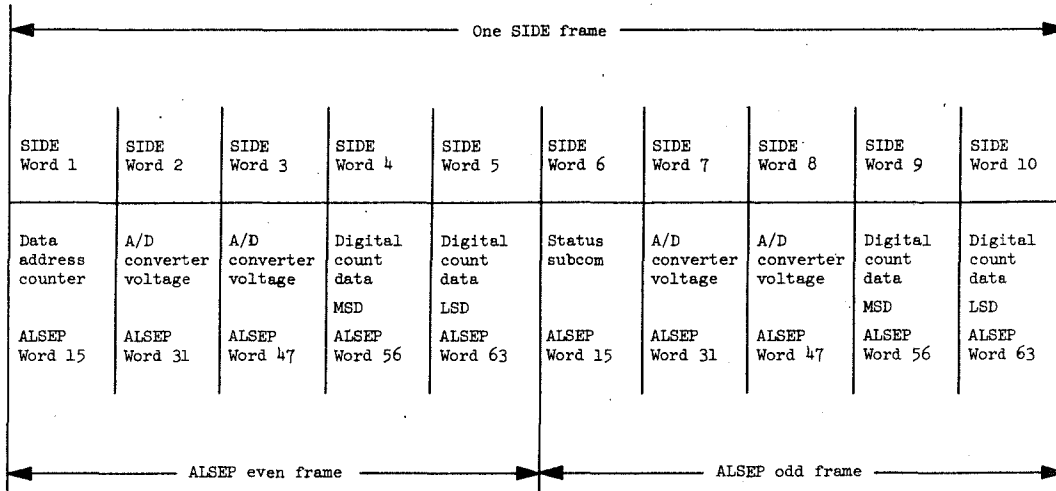 One SIDE frame
SIDE SIDE SIDE SIDE SIDE SIDE SIDE SIDE SIDE SIDE
Word 1 Word 2 Word 3 Word 4 Word 5 Word 6 Word 7 Word 8 Word 9 Word 10
Data A/D A/D Digital Digital Status A/D A/D Digital Digital
address converter converter count count subcom converter converter count count
counter voltage voltage data data voltage voltage data data
MSD LSD MSD LSD
ALSEP ALSEP ALSEP ALSEP ALSEP ALSEP ALSEP ALSEP ALSEP ALSEP
Word 15 Word 31 Word 47 Word 56 Word 63 Word 15 Word 31 Word 47 Word 56 Word 63
ALSEP even frame ALSEP odd frame